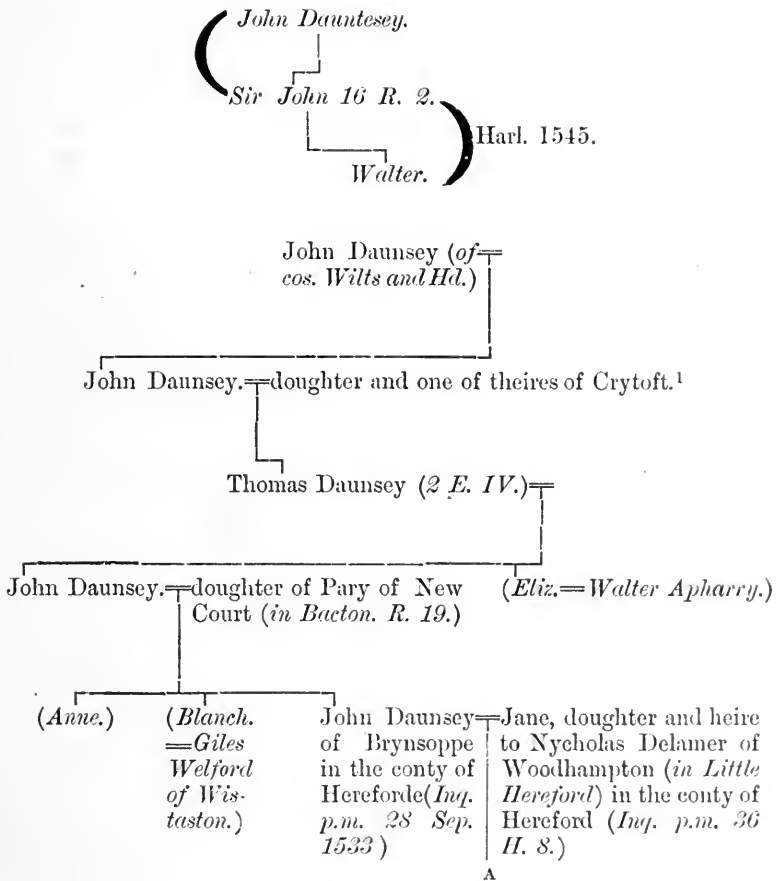 John Dauntesey.
Sir John 16 R. 2.
Harl. 1545.
Walter.
John Daunsey (of
cos. Wilts and Hd.)
John Daunsey.=doughter and one of theires of Crytoft.¹
Thomas Daunsey (2 E. IV.)=
John Daunsey.=doughter of Pary of New
Court (in Bacton. R. 19.)
(Eliz.=Walter Apharry.)
(Anne.)
(Blanch.
=Giles
Welford
of Wis-
taston.)
John Daunsey=
of Brynsoppe
in the conty of
Hereforde(Inq.
p.m. 28 Sep.
1533)
Jane, doughter and heire
to Nycholas Delamer of
Woodhampton (in Little
Hereford) in the conty of
Hereford (Inq. p.m. 36
H. 8.)
A